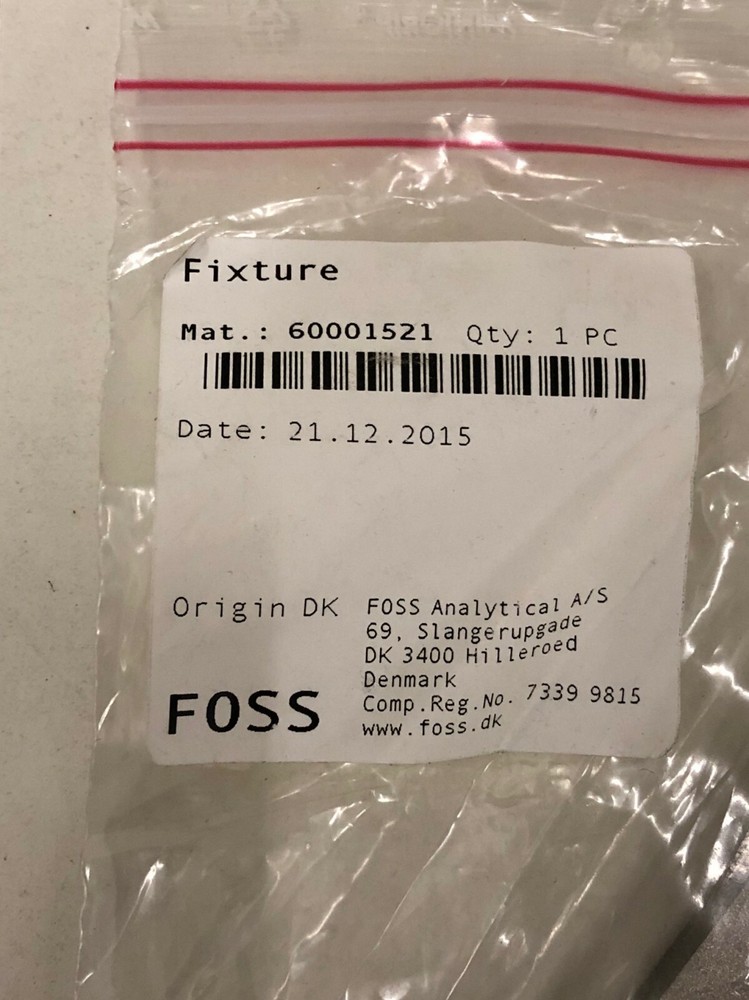 Fixture
Mat.: 60001521 Qty: 1 PC
Date: 21.12.2015
Origin DK
FOSS Analytical A/S
69, Slangerupgade
DK 3400 Hilleroed
Denmark
Comp.Reg.No. 7339 9815
www.foss.dk
FOSS